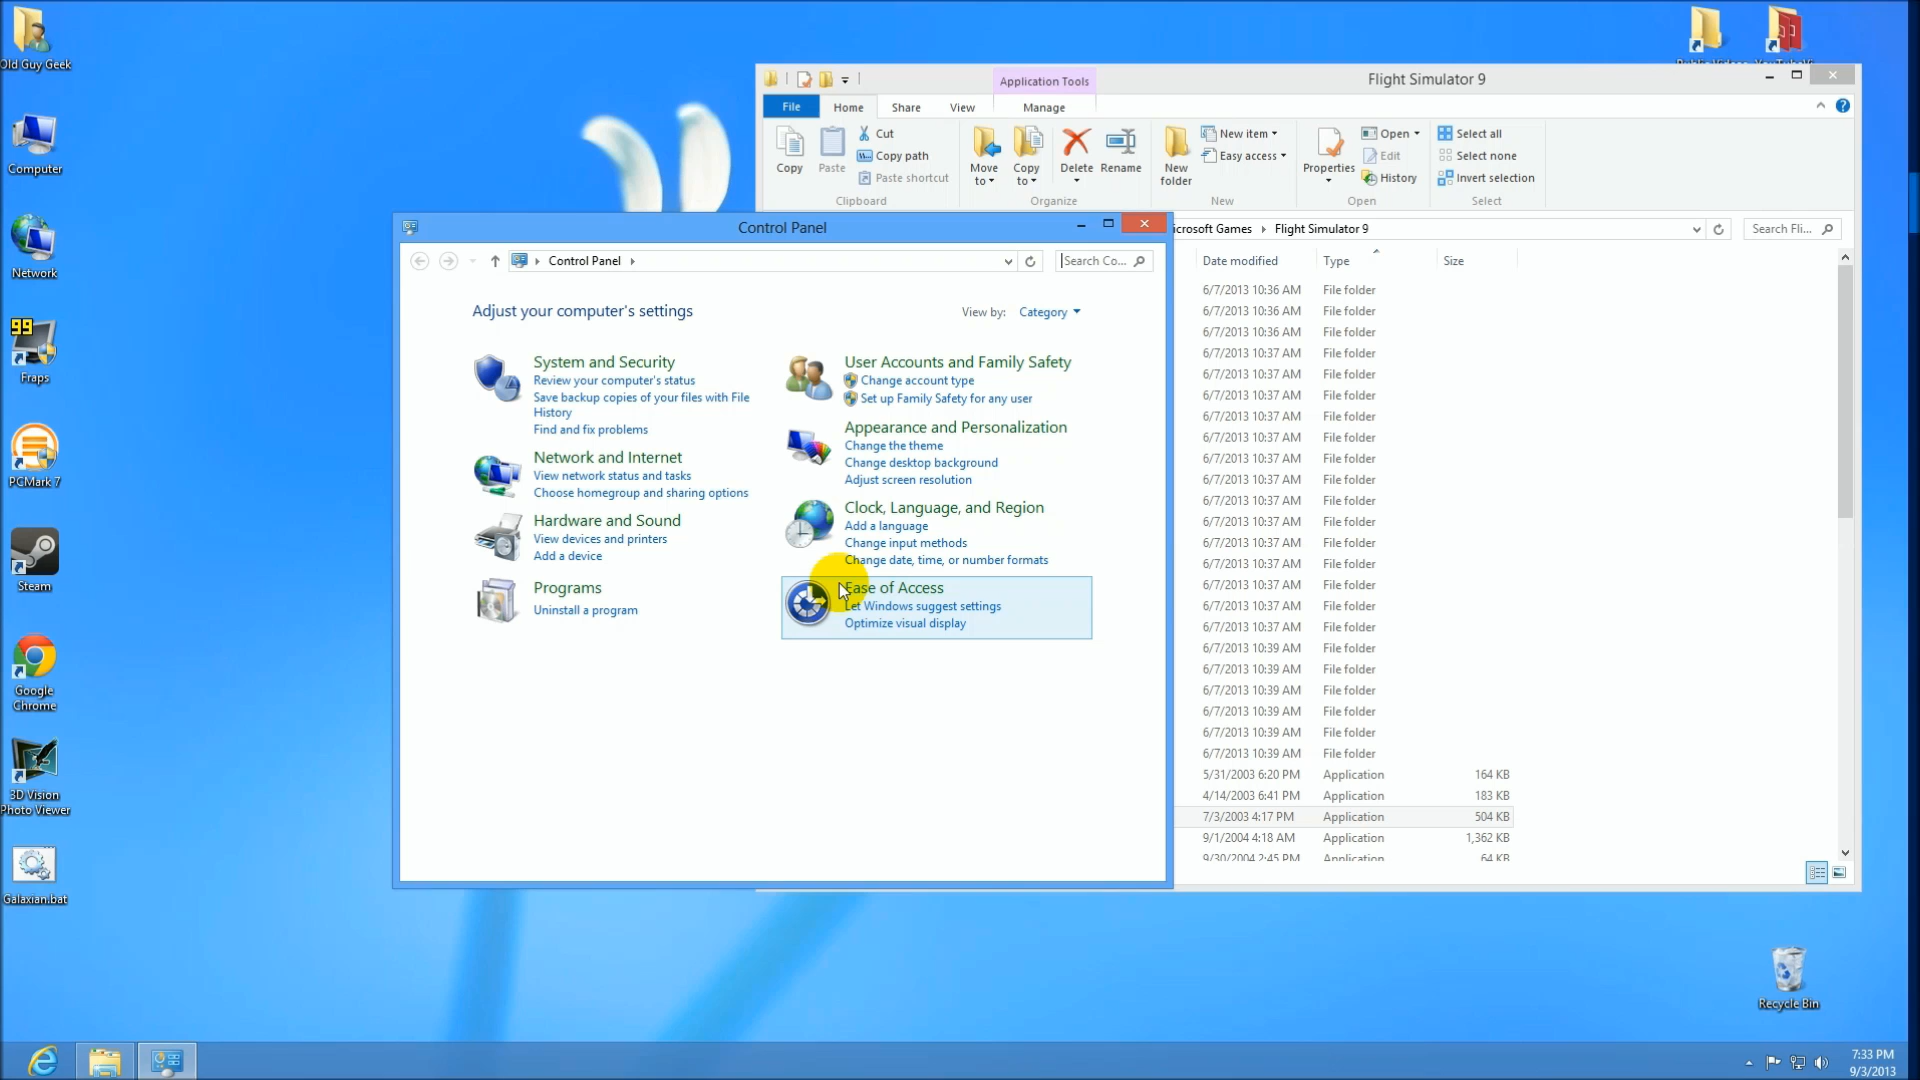 Old Guy Geek
Computer
Network
99
Fraps
PCMark 7
Steam
Google
Chrome
3D Vision
Photo Viewer
Galaxian.bat
Application Tools
Flight Simulator 9
File
Home
Share
View
Manage
Copy
Paste
Cut
Copy path
Paste shortcut
Clipboard
Move
to
Copy
to
Delete
Rename
Organize
New
folder
New item
Easy access
New
Properties
Open
Edit
History
Open
Select all
Select none
Invert selection
Select
Flight Simulator 9
Search Fli...
Date modified
Type
Size
6/7/2013 10:36 AM File folder
6/7/2013 10:36 AM File folder
6/7/2013 10:36 AM File folder
6/7/2013 10:37 AM File folder
6/7/2013 10:37 AM File folder
6/7/2013 10:37 AM File folder
6/7/2013 10:37 AM File folder
6/7/2013 10:37 AM File folder
6/7/2013 10:37 AM File folder
6/7/2013 10:37 AM File folder
6/7/2013 10:37 AM File folder
6/7/2013 10:37 AM File folder
6/7/2013 10:37 AM File folder
6/7/2013 10:37 AM File folder
6/7/2013 10:37 AM File folder
6/7/2013 10:37 AM File folder
6/7/2013 10:37 AM File folder
6/7/2013 10:39 AM File folder
6/7/2013 10:39 AM File folder
6/7/2013 10:39 AM File folder
6/7/2013 10:39 AM File folder
6/7/2013 10:39 AM File folder
6/7/2013 10:39 AM File folder
5/31/2003 6:20 PM Application 164 KB
4/14/2003 6:41 PM Application 183 KB
7/3/2003 4:17 PM Application 504 KB
9/1/2004 4:18 AM Application 1,362 KB
9/30/2004 2:45 PM Application 64 KB
Control Panel
Control Panel
Search Co...
Adjust your computer's settings
View by: Category
System and Security
Review your computer's status
Save backup copies of your files with File
History
Find and fix problems
Network and Internet
View network status and tasks
Choose homegroup and sharing options
Hardware and Sound
View devices and printers
Add a device
Programs
Uninstall a program
User Accounts and Family Safety
Change account type
Set up Family Safety for any user
Appearance and Personalization
Change the theme
Change desktop background
Adjust screen resolution
Clock, Language, and Region
Add a language
Change input methods
Change date, time, or number formats
Ease of Access
Let Windows suggest settings
Optimize visual display
Recycle Bin
7:33 PM
9/3/2013